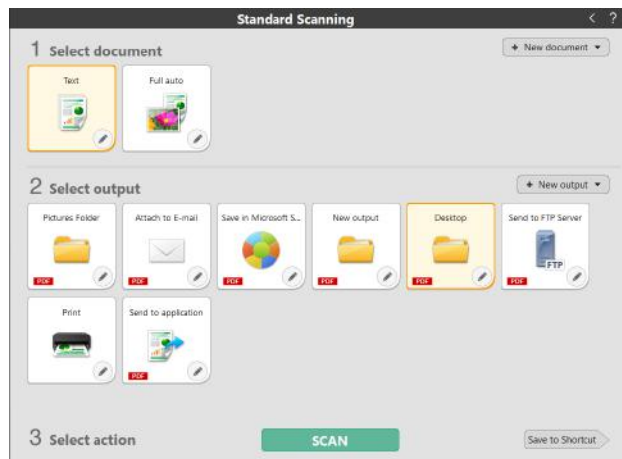 Standard Scanning < ?
1 Select document
+ New document
Text
Full auto
2 Select output
+ New output
Pictures Folder
Attach to E-mail
Save in Microsoft S...
New output
Desktop
Send to FTP Server
PDF
PDF
PDF
PDF
PDF
FTP
PDF
Print
Send to application
PDF
3 Select action
SCAN
Save to Shortcut